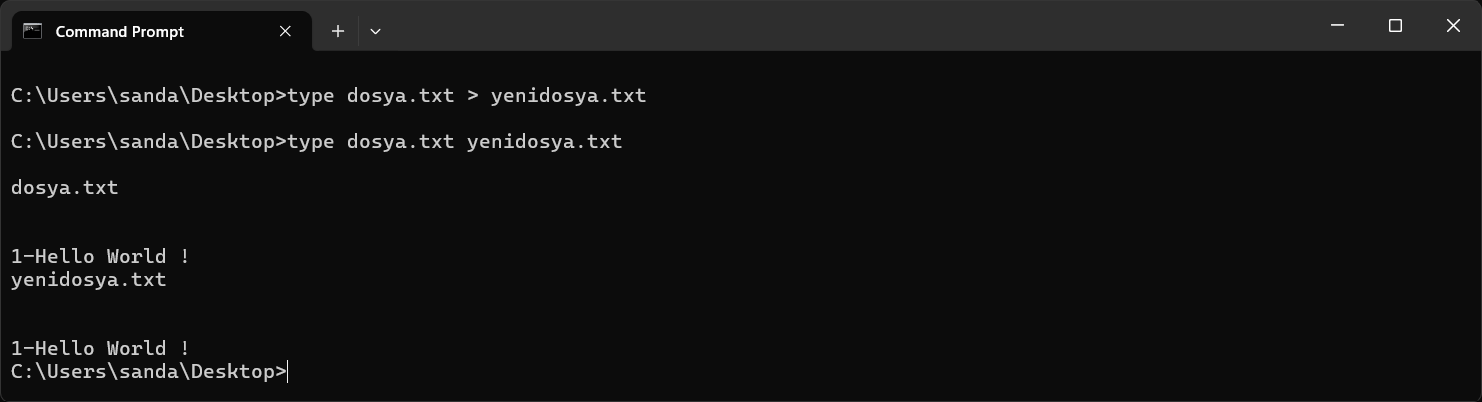 Command Prompt
C:\Users\sanda\Desktop>type dosya.txt > yenidosya.txt
C:\Users\sanda\Desktop>type dosya.txt yenidosya.txt
dosya.txt
1-Hello World !
yenidosya.txt
1-Hello World !
C:\Users\sanda\Desktop>